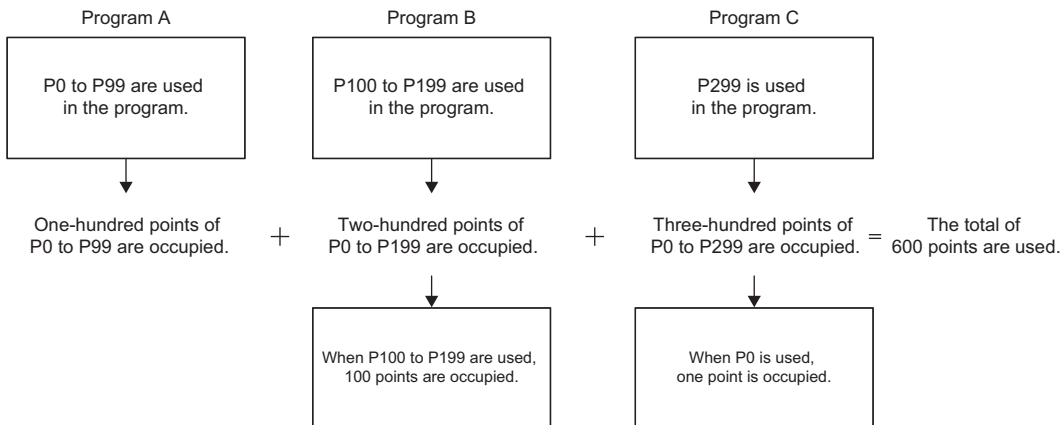 Program A
Program B
Program C
P0 to P99 are used
in the program.
P100 to P199 are used
in the program.
P299 is used
in the program.
One-hundred points of
P0 to P99 are occupied.
+
Two-hundred points of
P0 to P199 are occupied.
+
Three-hundred points of
P0 to P299 are occupied.
=
The total of
600 points are used.
When P100 to P199 are used,
100 points are occupied.
When P0 is used,
one point is occupied.